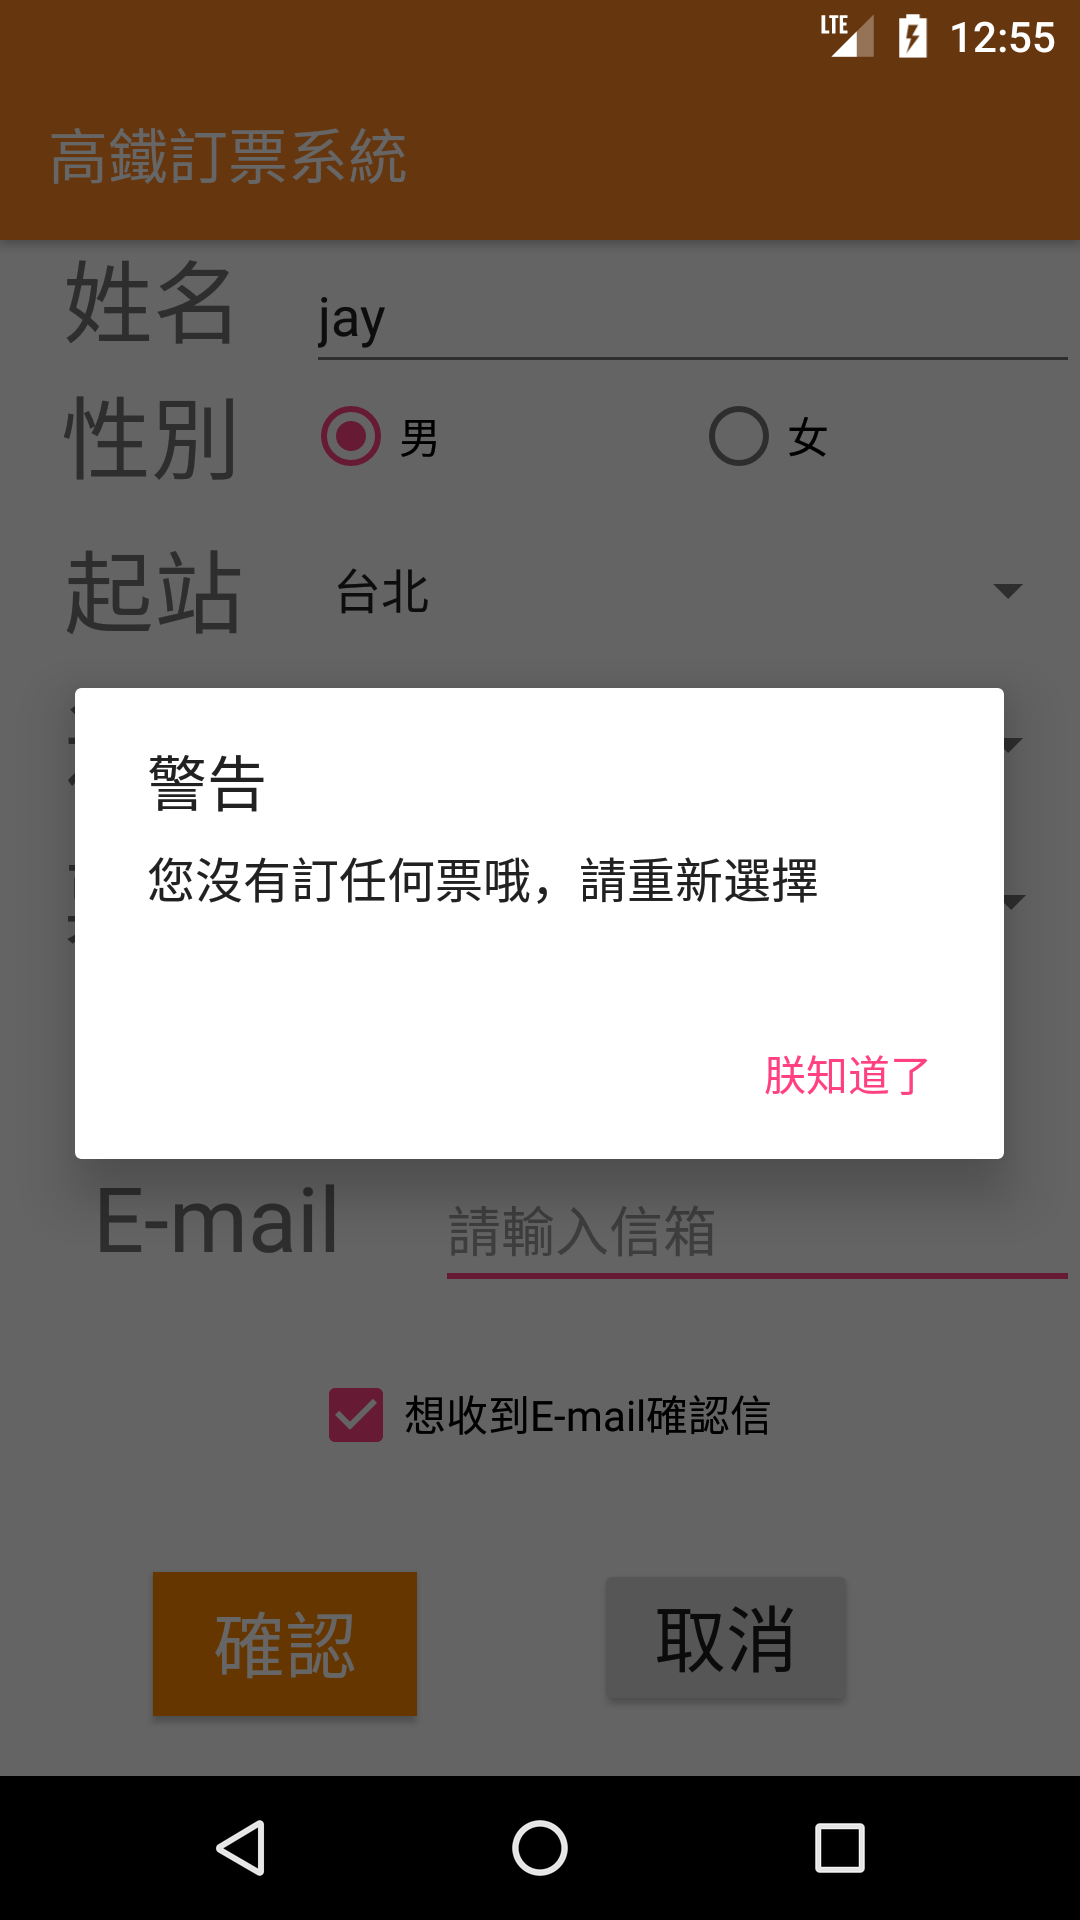 LTE 12:55
高鐵訂票系統
姓名 jay
性別 男 女
起站 台北
警告
您沒有訂任何票哦，請重新選擇
朕知道了
E-mail 請輸入信箱
想收到E-mail確認信
確認 取消